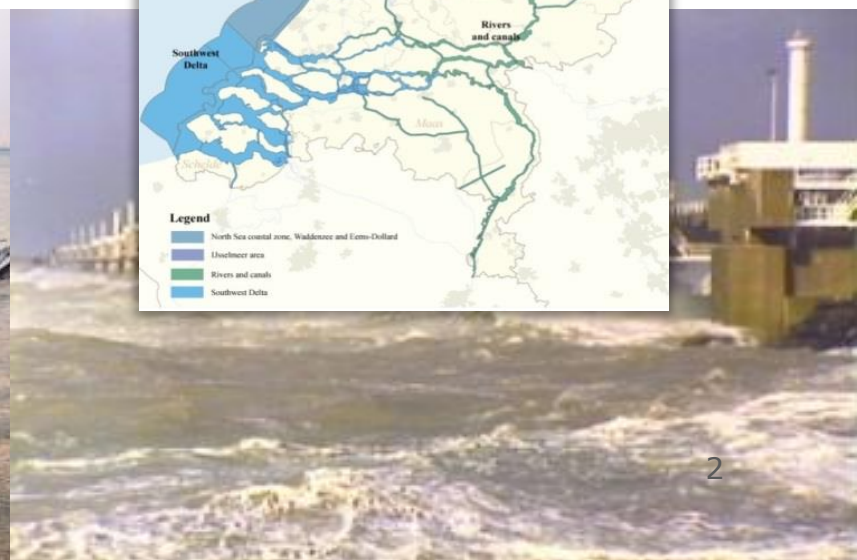 Rivers
and canals
Southwest
Delta
Maas
Schelde
Legend
North Sea coastal zone, Waddenzee and Eems-Dollard
IJsselmeer area
Rivers and canals
Southwest Delta
2